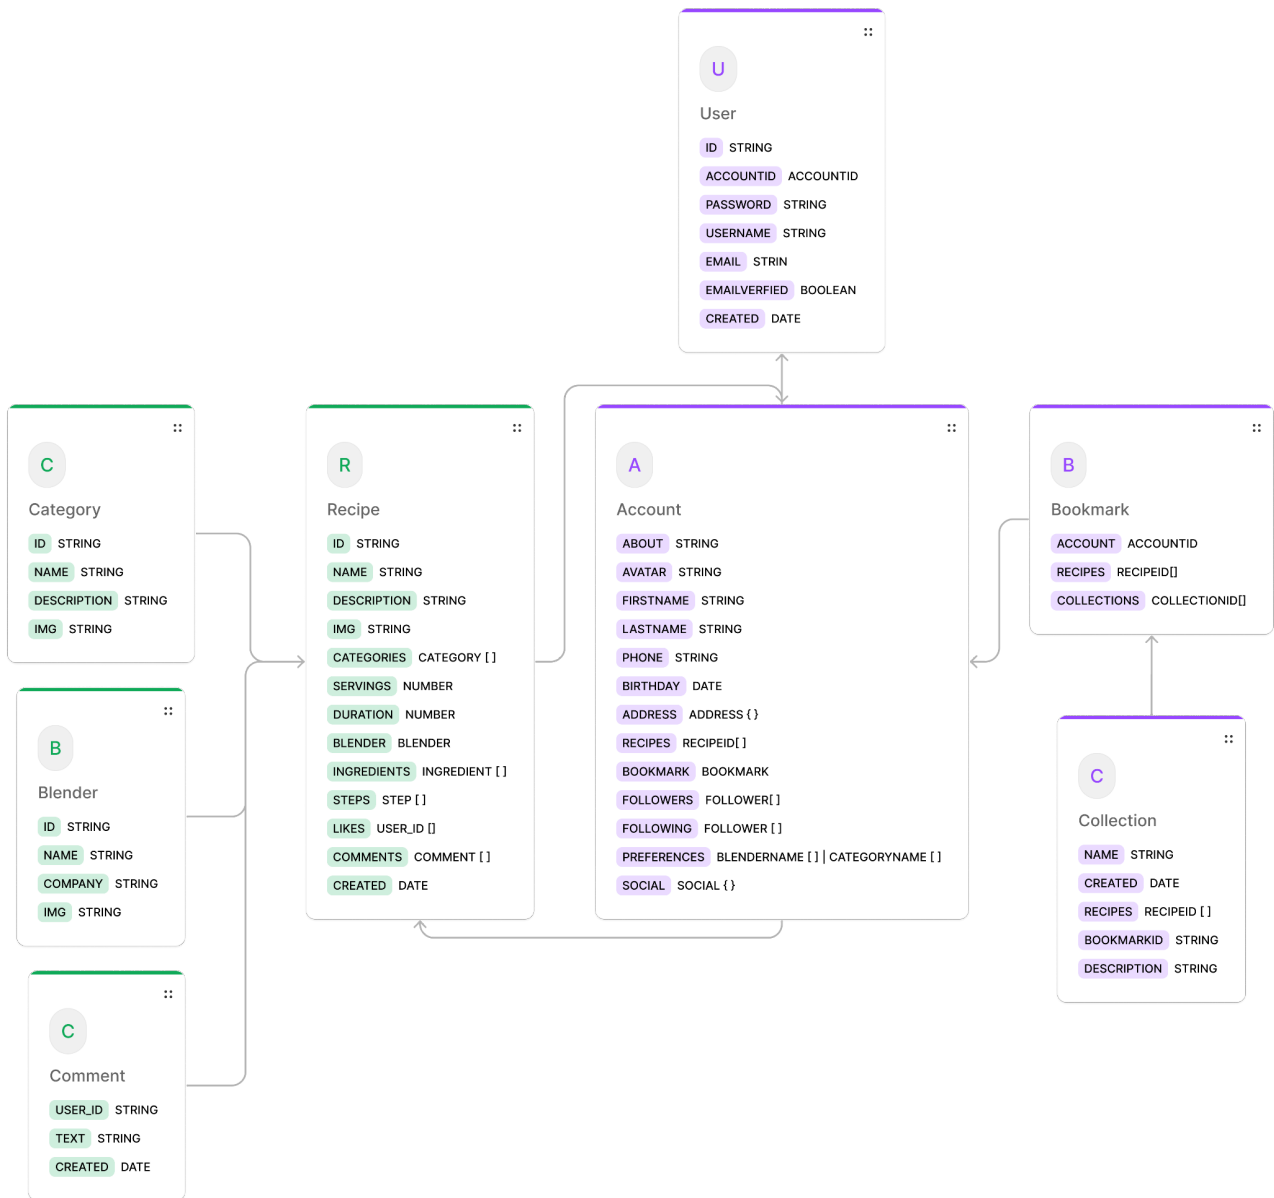 U
User
ID STRING
ACCOUNTID ACCOUNTID
PASSWORD STRING
USERNAME STRING
EMAIL STRIN
EMAILVERFIED BOOLEAN
CREATED DATE
C
Category
ID STRING
NAME STRING
DESCRIPTION STRING
IMG STRING
R
Recipe
ID STRING
NAME STRING
DESCRIPTION STRING
IMG STRING
CATEGORIES CATEGORY [ ]
SERVINGS NUMBER
DURATION NUMBER
BLENDER BLENDER
INGREDIENTS INGREDIENT [ ]
STEPS STEP [ ]
LIKES USER_ID []
COMMENTS COMMENT [ ]
CREATED DATE
A
Account
ABOUT STRING
AVATAR STRING
FIRSTNAME STRING
LASTNAME STRING
PHONE STRING
BIRTHDAY DATE
ADDRESS ADDRESS { }
RECIPES RECIPEID[ ]
BOOKMARK BOOKMARK
FOLLOWERS FOLLOWER[ ]
FOLLOWING FOLLOWER [ ]
PREFERENCES BLENDERNAME [ ] | CATEGORYNAME [ ]
SOCIAL SOCIAL { }
B
Bookmark
ACCOUNT ACCOUNTID
RECIPES RECIPEID[]
COLLECTIONS COLLECTIONID[]
B
Blender
ID STRING
NAME STRING
COMPANY STRING
IMG STRING
C
Collection
NAME STRING
CREATED DATE
RECIPES RECIPEID [ ]
BOOKMARKID STRING
DESCRIPTION STRING
C
Comment
USER_ID STRING
TEXT STRING
CREATED DATE